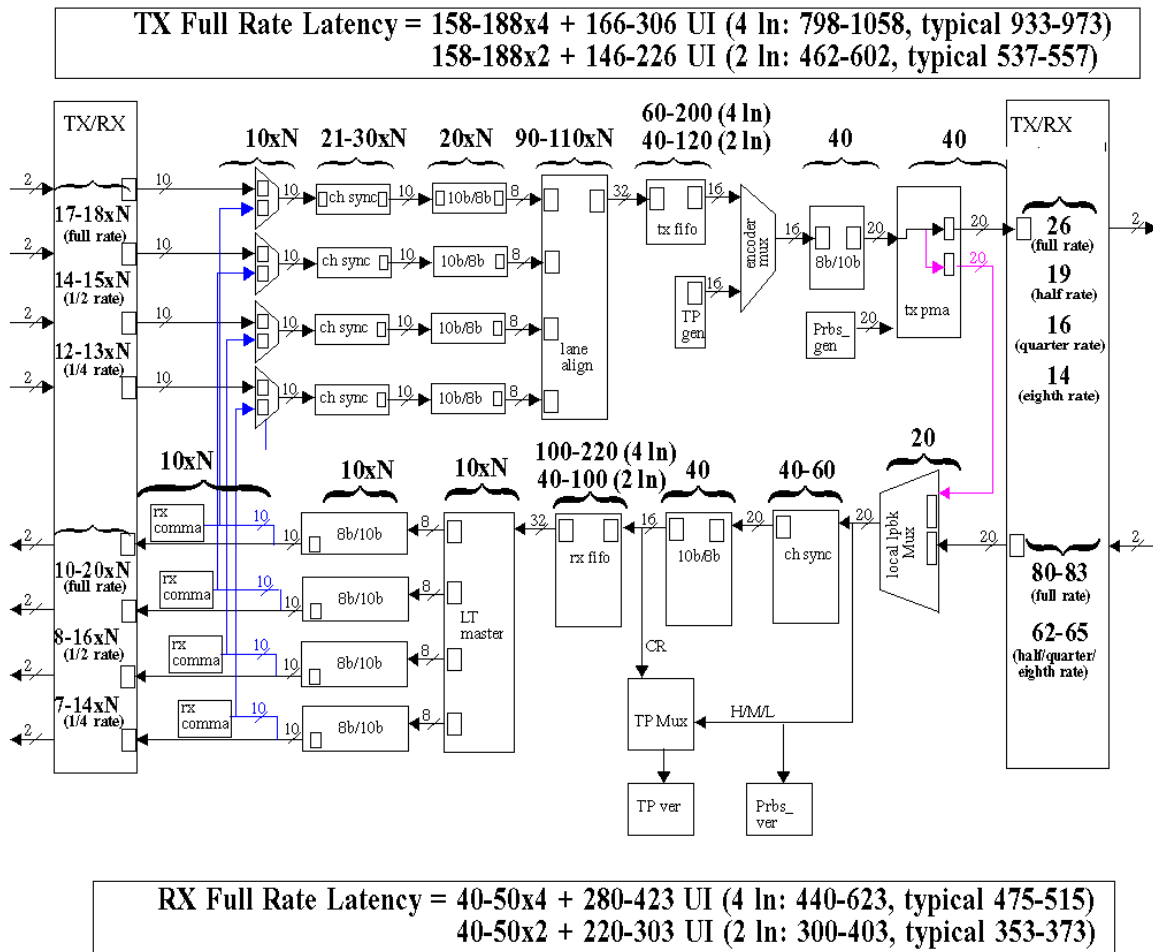 TX Full Rate Latency = 158-188x4 + 166-306 UI (4 ln: 798-1058, typical 933-973)
158-188x2 + 146-226 UI (2 ln: 462-602, typical 537-557)
TX/RX
10xN
21-30xN
20xN
90-110xN
60-200 (4 ln)
40-120 (2 ln)
40
40
TX/RX
2
10
10
ch sync
10
10b/8b
8
32
tx fifo
16
encoder
mux
16
8b/10b
20
tx pma
20
2
17-18xN
(full rate)
26
(full rate)
2
10
10
ch sync
10
10b/8b
8
20
14-15xN
(1/2 rate)
TP
gen
16
19
(half rate)
2
10
10
ch sync
10
10b/8b
8
lane
align
Prbs_
gen
20
16
(quarter rate)
12-13xN
(1/4 rate)
2
10
10
ch sync
10
10b/8b
8
14
(eighth rate)
10xN
10xN
10xN
100-220 (4 ln)
40-100 (2 ln)
40
40-60
20
rx
comma
10
10
8b/10b
8
32
rx fifo
16
10b/8b
20
ch sync
20
local lpbk
Mux
20
2
2
10-20xN
(full rate)
80-83
(full rate)
rx
comma
10
10
8b/10b
8
LT
master
2
8-16xN
(1/2 rate)
62-65
(half/quarter/
eighth rate)
rx
comma
10
10
8b/10b
8
CR
2
7-14xN
(1/4 rate)
rx
comma
10
10
8b/10b
8
TP Mux
H/M/L
2
TP ver
Prbs_
ver
RX Full Rate Latency = 40-50x4 + 280-423 UI (4 ln: 440-623, typical 475-515)
40-50x2 + 220-303 UI (2 ln: 300-403, typical 353-373)